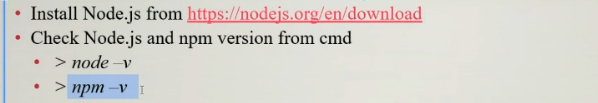 • Install Node.js from https://nodejs.org/en/download
• Check Node.js and npm version from cmd
• > node –v
• > npm –v